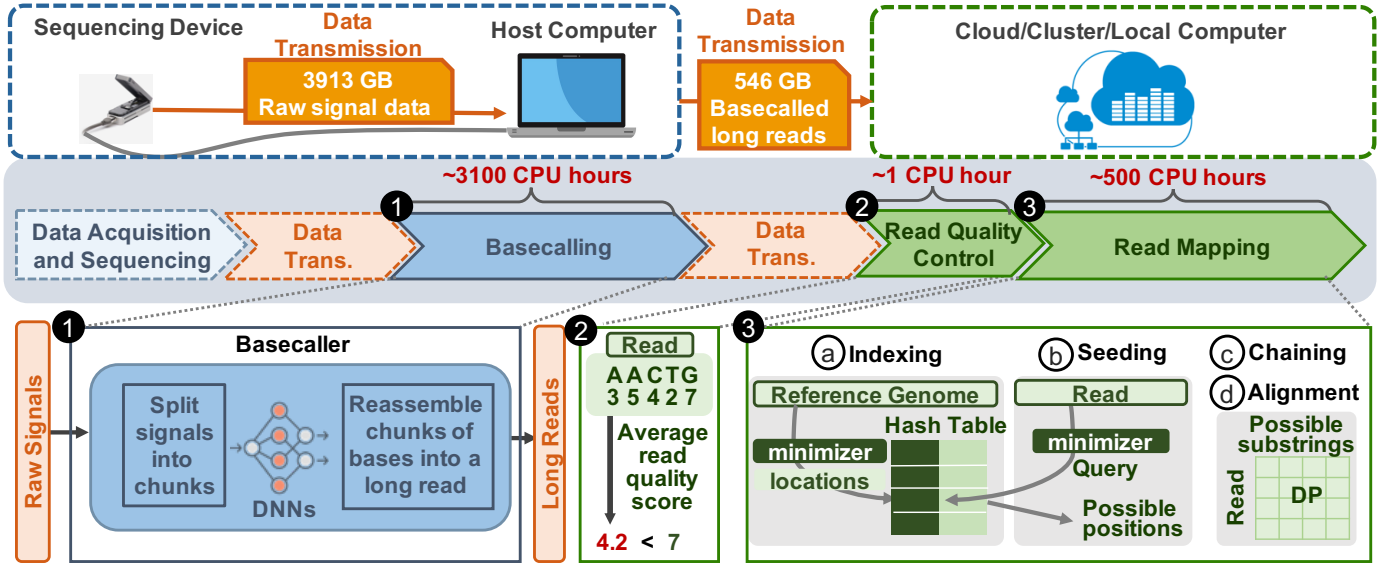 Sequencing Device
Data
Transmission
3913 GB
Raw signal data
Host Computer
Data
Transmission
546 GB
Basecalled
long reads
Cloud/Cluster/Local Computer
~3100 CPU hours
~1 CPU hour
~500 CPU hours
Data Acquisition
and Sequencing
Data
Trans.
1
Basecalling
Data
Trans.
2
Read Quality
Control
3
Read Mapping
Raw Signals
1
Basecaller
Split
signals
into
chunks
DNNs
Reassemble
chunks of
bases into a
long read
Long Reads
2
Read
A A C T G
3 5 4 2 7
Average
read
quality
score
4.2 < 7
3
a Indexing
Reference Genome
Hash Table
minimizer
locations
b Seeding
Read
minimizer
Query
Possible
positions
c Chaining
d Alignment
Possible
substrings
Read
DP